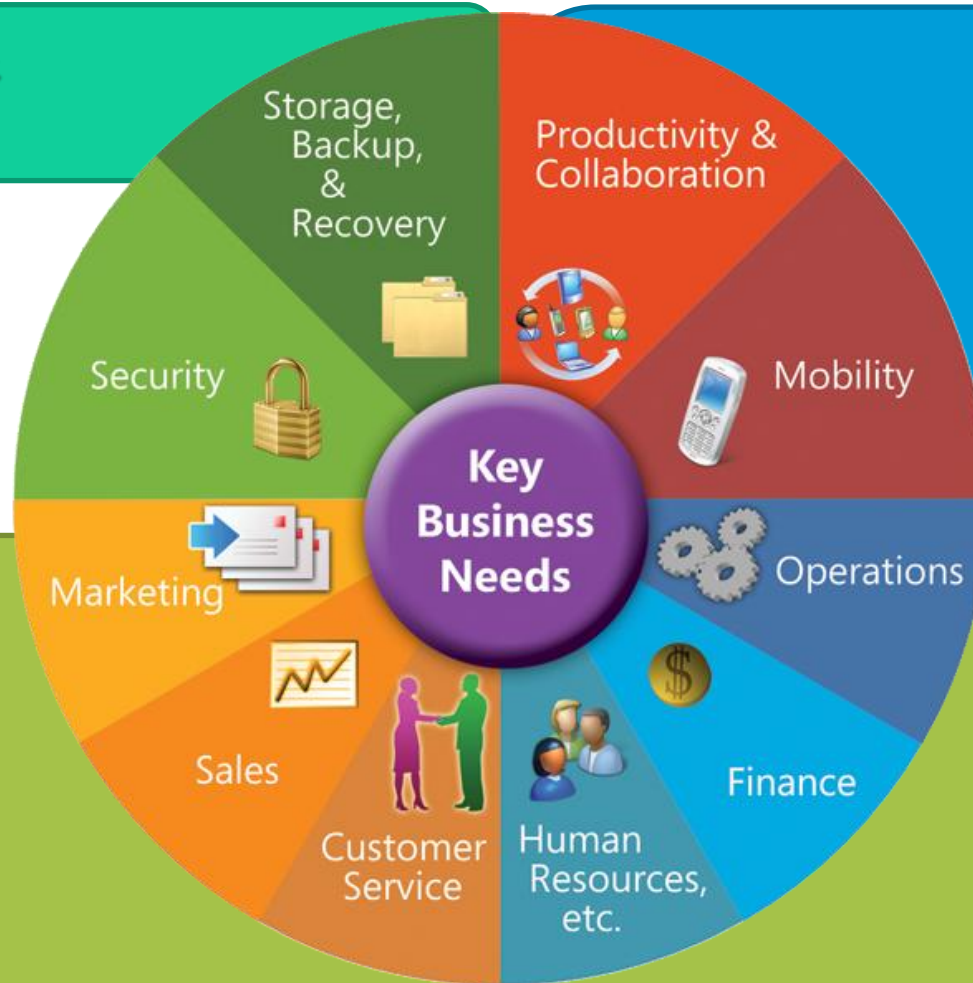 Storage,
Backup,
&
Recovery
Productivity &
Collaboration
Security
Mobility
Key
Business
Needs
Marketing
Operations
Sales
Finance
Customer
Service
Human
Resources,
etc.
$